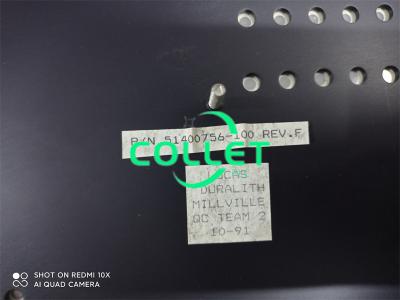 P/N 51400756-100 REV.F
COLLET
LUCAS
DURALITH
MILLVILLE
QC TEAM 2
10-91
SHOT ON REDMI 10X
AI QUAD CAMERA